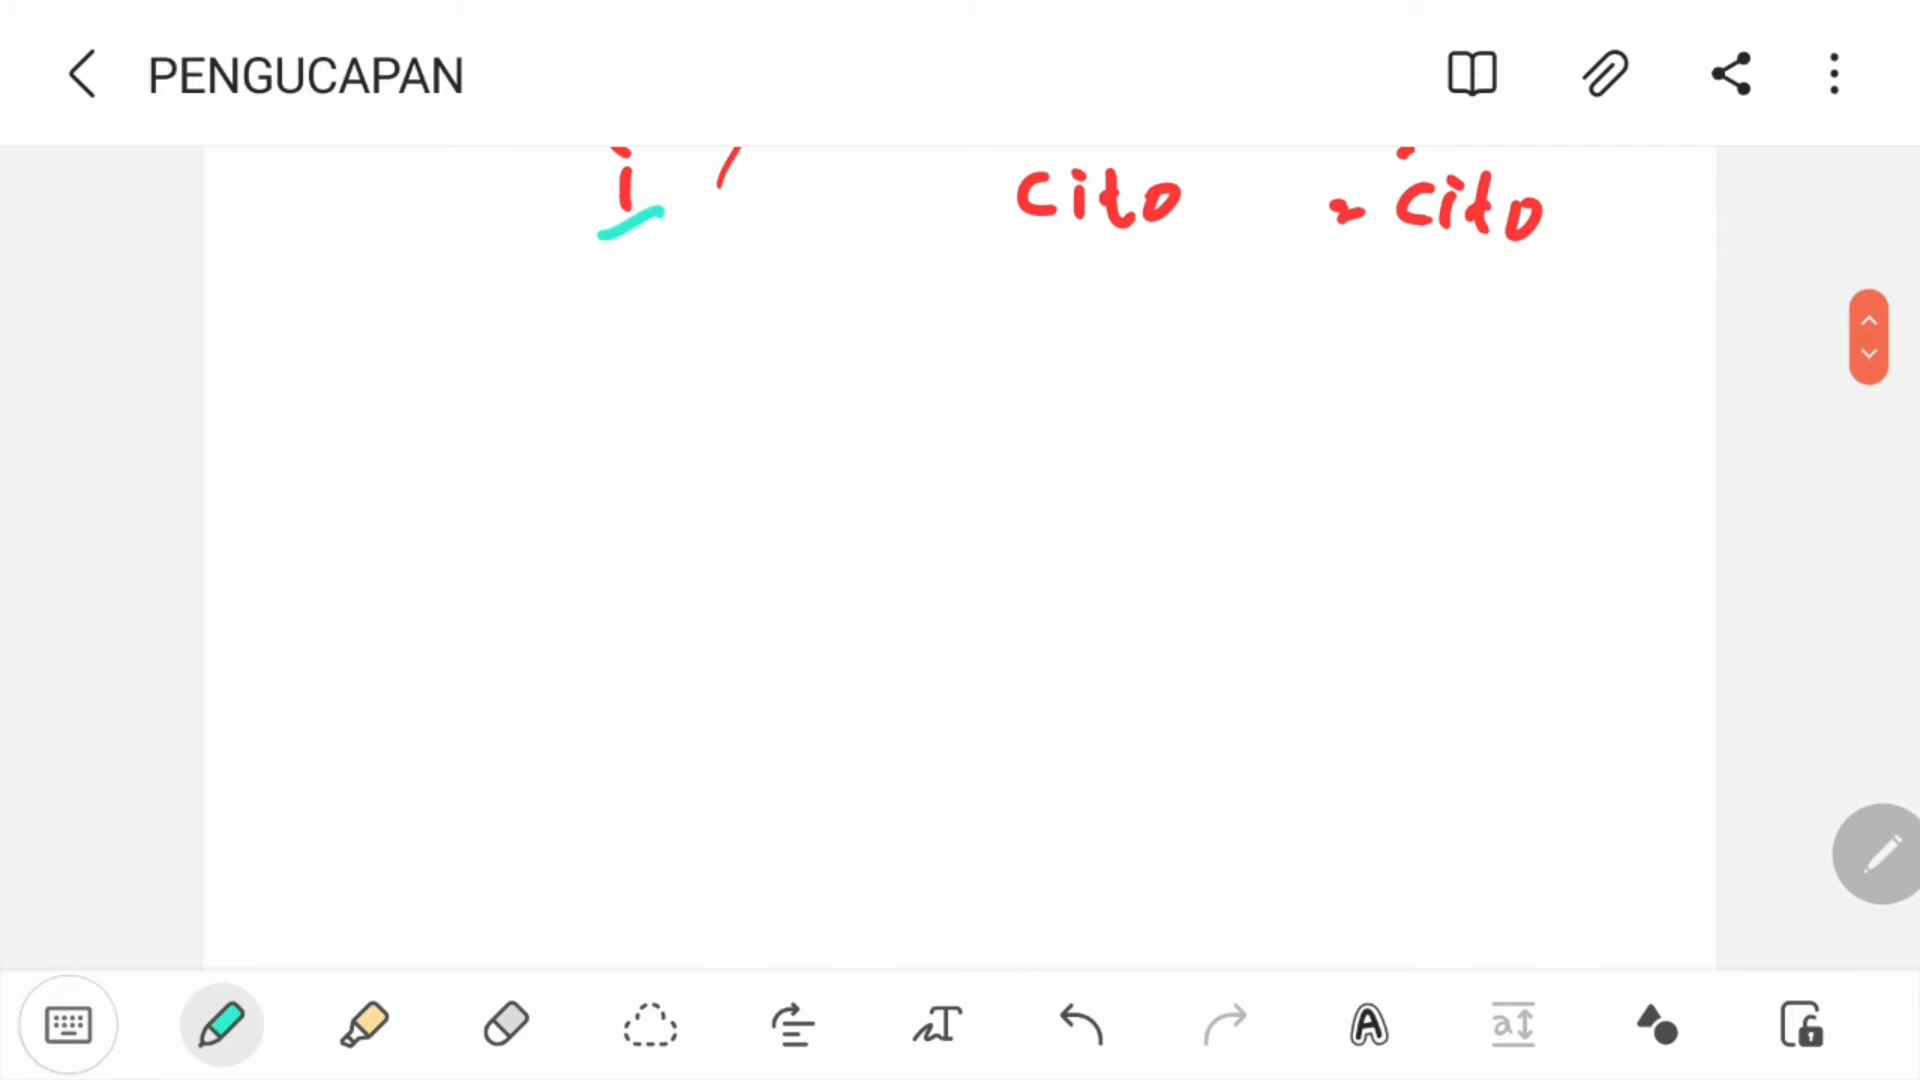 PENGUCAPAN
i cito = cito